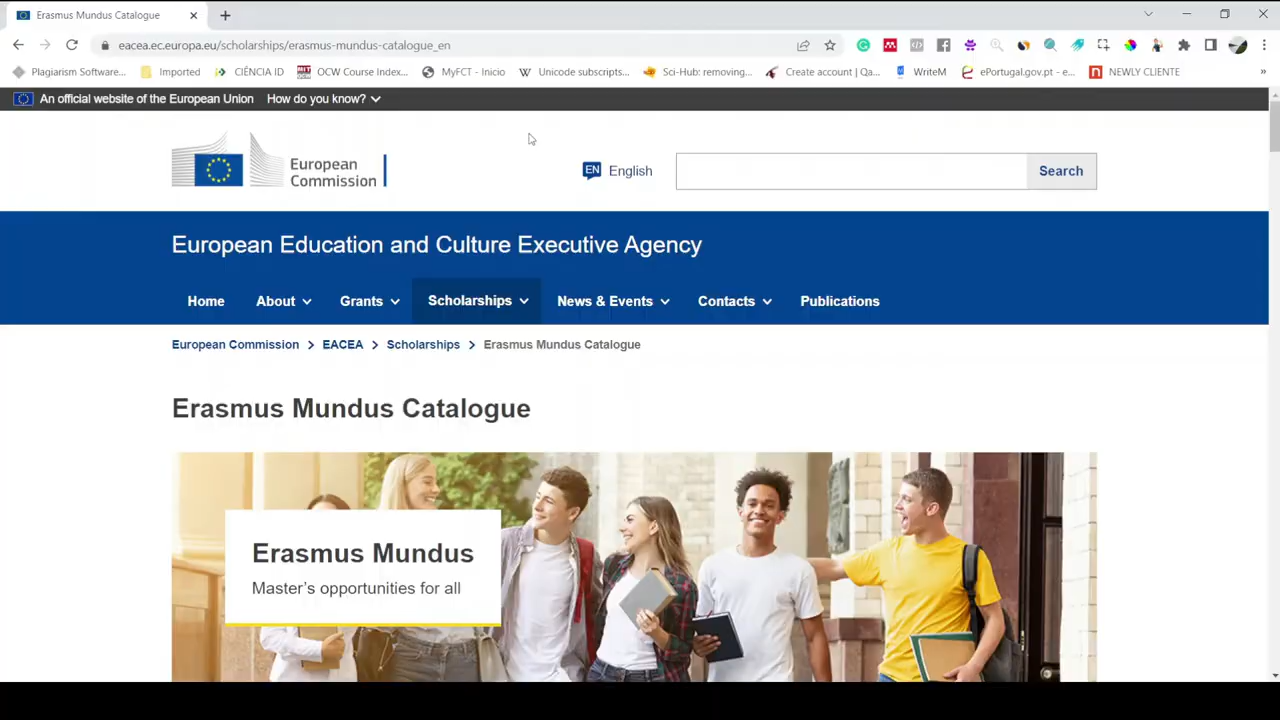 Erasmus Mundus Catalogue
eacea.ec.europa.eu/scholarships/erasmus-mundus-catalogue_en
Plagiarism Software... Imported CIÊNCIA ID OCW Course Index... MyFCT - Inicio Unicode subscripts... Sci-Hub: removing... Create account | Qa... WriteM ePortugal.gov.pt - e... NEWLY CLIENTE »
An official website of the European Union How do you know?
European
Commission
EN English
Search
European Education and Culture Executive Agency
Home About Grants Scholarships News & Events Contacts Publications
European Commission > EACEA > Scholarships > Erasmus Mundus Catalogue
Erasmus Mundus Catalogue
Erasmus Mundus
Master's opportunities for all